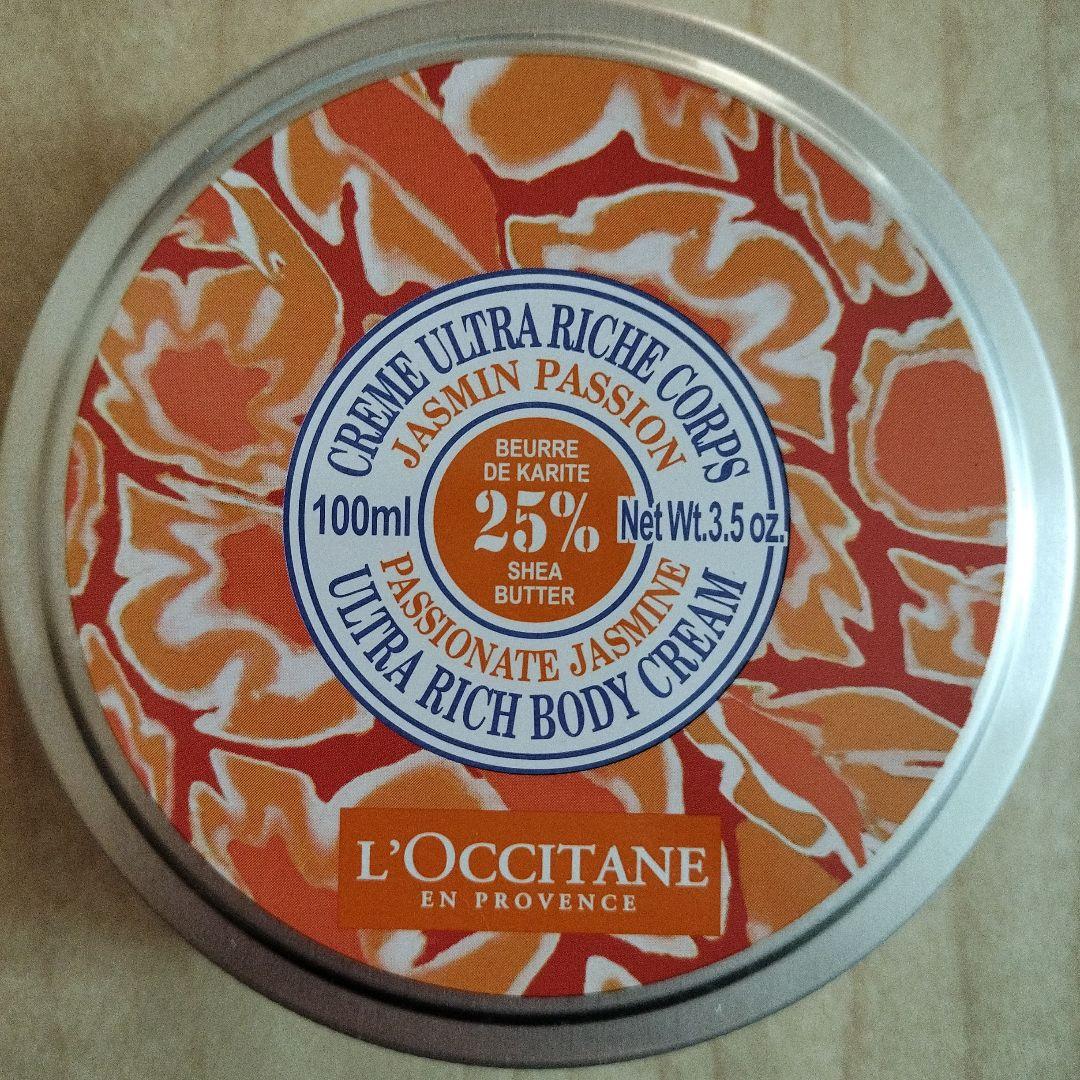 CREME ULTRA RICHE CORPS
JASMIN PASSION
BEURRE
DE KARITE
100ml
25%
Net Wt.3.5 oz.
SHEA
BUTTER
PASSIONATE JASMINE
ULTRA RICH BODY CREAM
L'OCCITANE
EN PROVENCE